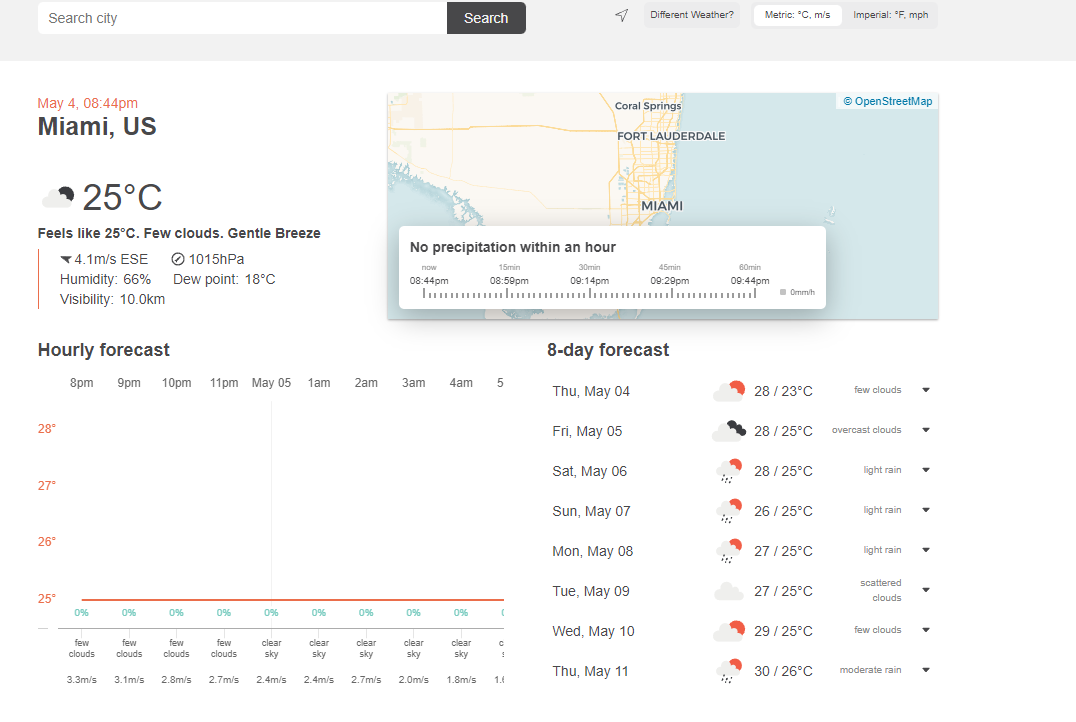 Search city
Search
Different Weather?
Metric: °C, m/s
Imperial: °F, mph
May 4, 08:44pm
Miami, US
25°C
Feels like 25°C. Few clouds. Gentle Breeze
4.1m/s ESE 1015hPa
Humidity: 66% Dew point: 18°C
Visibility: 10.0km
© OpenStreetMap
Coral Springs
FORT LAUDERDALE
MIAMI
No precipitation within an hour
now 15min 30min 45min 60min
08:44pm 08:59pm 09:14pm 09:29pm 09:44pm
0mm/h
Hourly forecast
8pm 9pm 10pm 11pm May 05 1am 2am 3am 4am 5
28°
27°
26°
25°
0% 0% 0% 0% 0% 0% 0% 0% 0%
few few few few clear clear clear clear clear
clouds clouds clouds clouds sky sky sky sky sky
3.3m/s 3.1m/s 2.8m/s 2.7m/s 2.4m/s 2.4m/s 2.7m/s 2.0m/s 1.8m/s
8-day forecast
Thu, May 04 28 / 23°C few clouds
Fri, May 05 28 / 25°C overcast clouds
Sat, May 06 28 / 25°C light rain
Sun, May 07 26 / 25°C light rain
Mon, May 08 27 / 25°C light rain
Tue, May 09 27 / 25°C scattered
clouds
Wed, May 10 29 / 25°C few clouds
Thu, May 11 30 / 26°C moderate rain